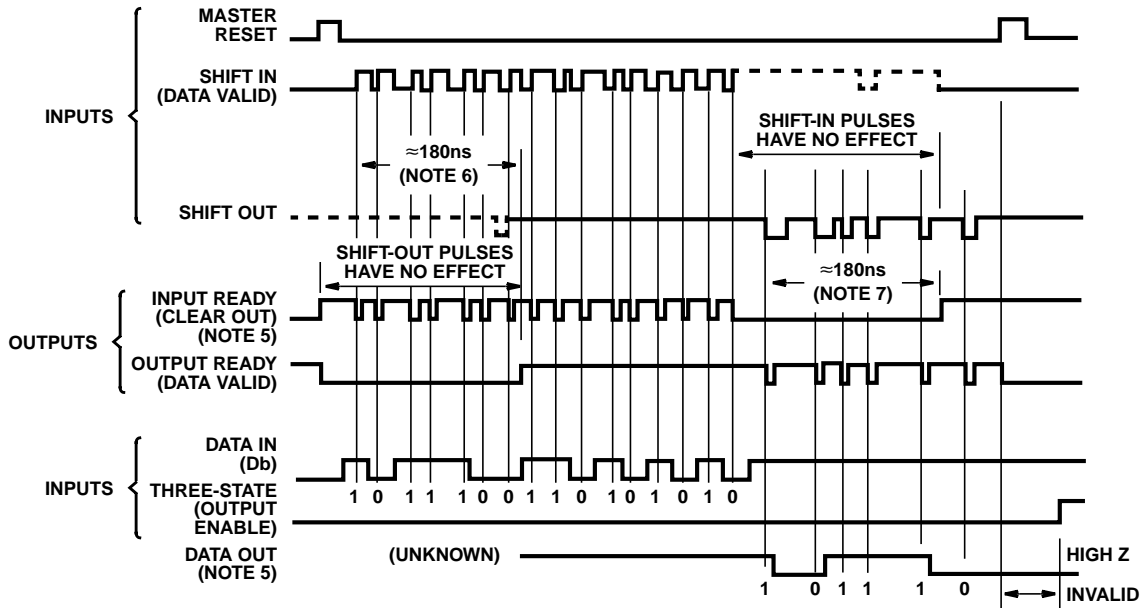 MASTER
RESET
SHIFT IN
(DATA VALID)
INPUTS
SHIFT-IN PULSES
HAVE NO EFFECT
≈180ns
(NOTE 6)
SHIFT OUT
SHIFT-OUT PULSES
HAVE NO EFFECT
≈180ns
(NOTE 7)
INPUT READY
(CLEAR OUT)
(NOTE 5)
OUTPUTS
OUTPUT READY
(DATA VALID)
DATA IN
(Db)
INPUTS
1 0 1 1 1 0 0 1 1 0 1 0 1 0 1 0
THREE-STATE
(OUTPUT
ENABLE)
DATA OUT
(NOTE 5)
(UNKNOWN)
HIGH Z
1 0 1 1 1 0
INVALID